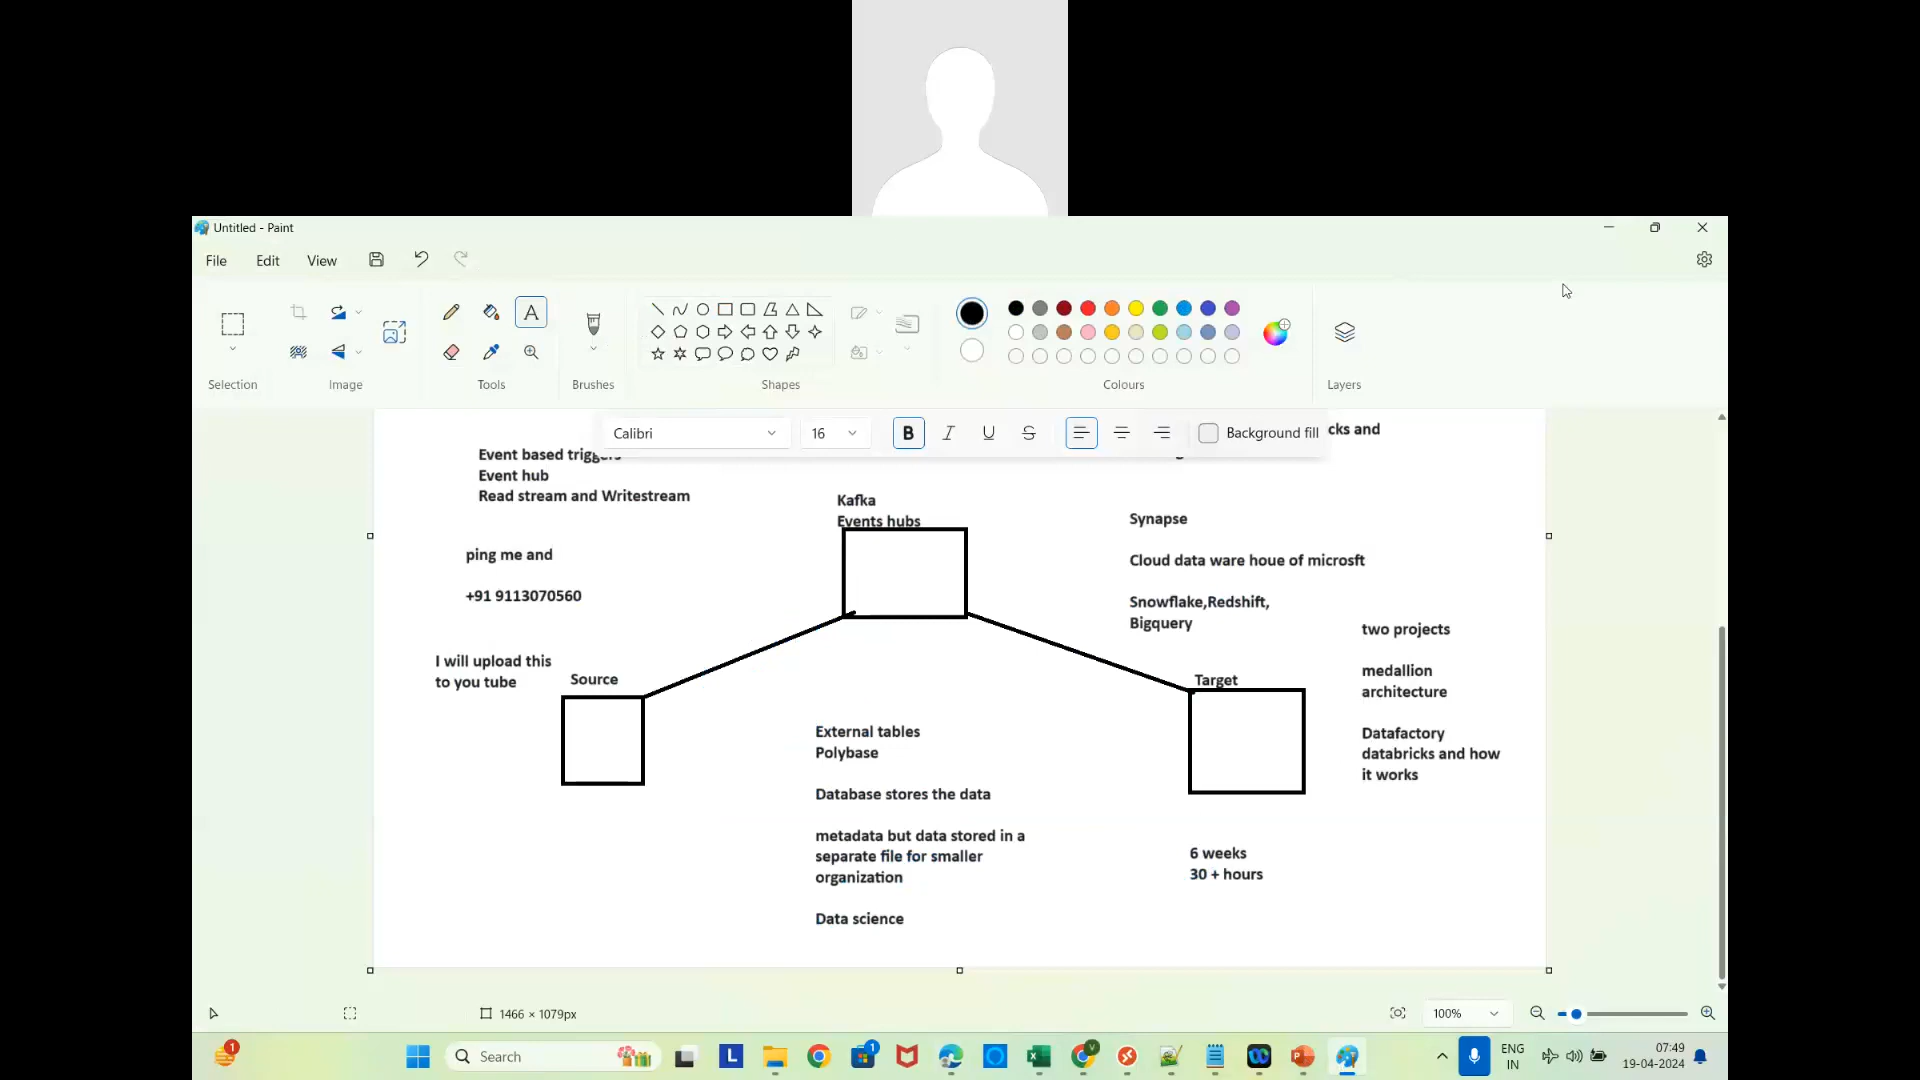 Untitled - Paint
File Edit View
Selection Image Tools Brushes Shapes Colours Layers
Calibri 16 B I U S Background fill
cks and
Event based triggers
Event hub
Read stream and Writestream
ping me and
+91 9113070560
I will upload this
to you tube
Source
Kafka
Events hubs
External tables
Polybase
Database stores the data
metadata but data stored in a
separate file for smaller
organization
Data science
Synapse
Cloud data ware houe of microsft
Snowflake,Redshift,
Bigquery
Target
two projects
medallion
architecture
Datafactory
databricks and how
it works
6 weeks
30 + hours
1466 × 1079px
100%
1
Search
L
1
V
ENG
IN
07:49
19-04-2024